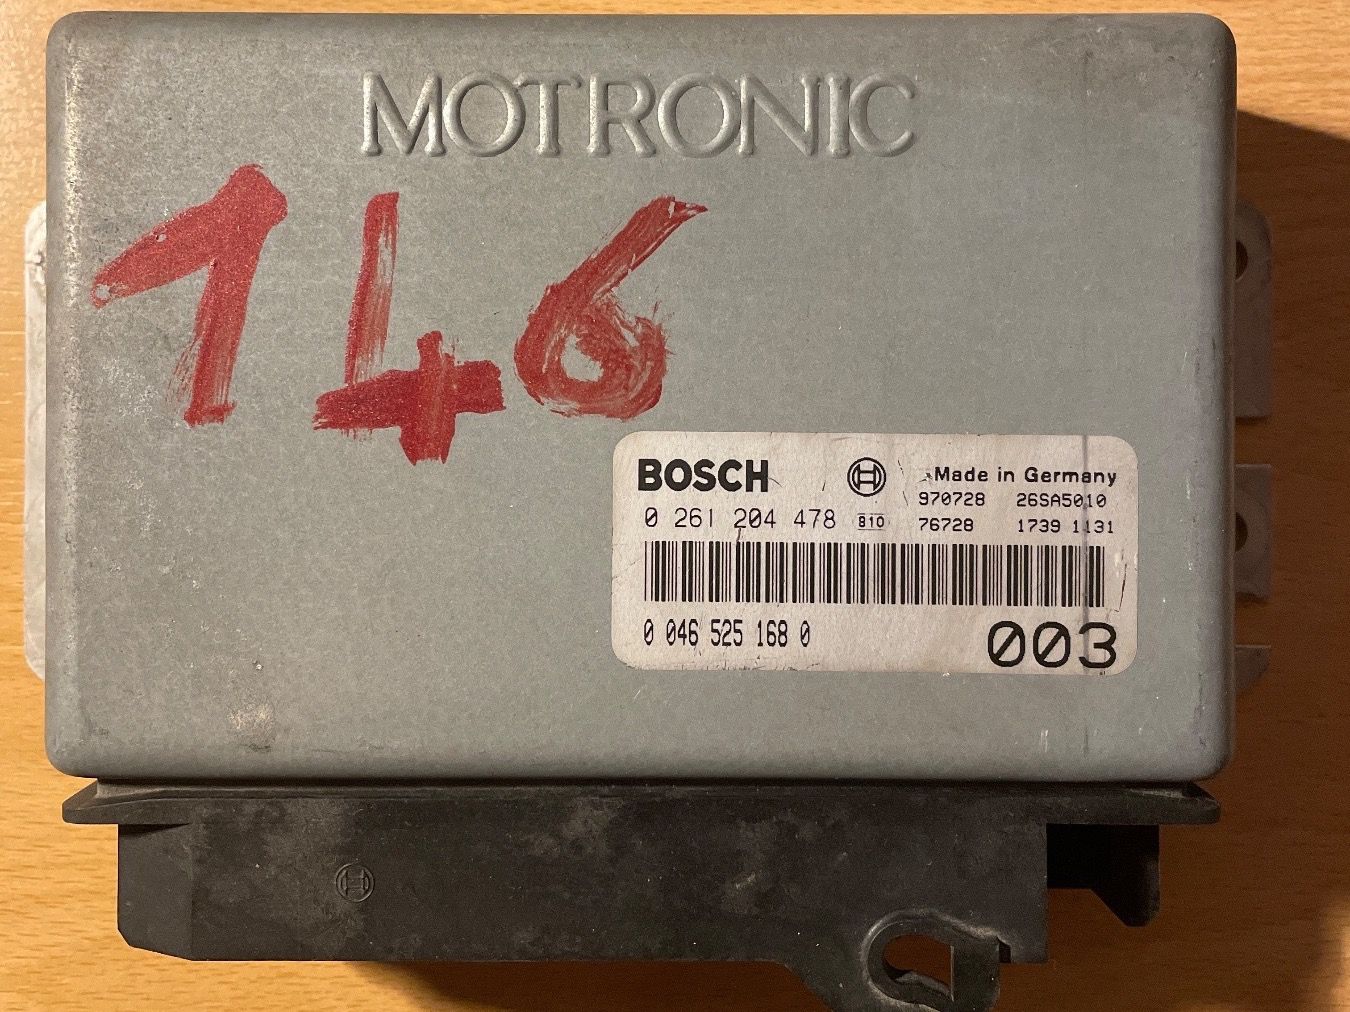 MOTRONIC
146
BOSCH
Made in Germany
970728 26SA5010
0 261 204 478 810 76728 1739 1131
0 046 525 168 0
003